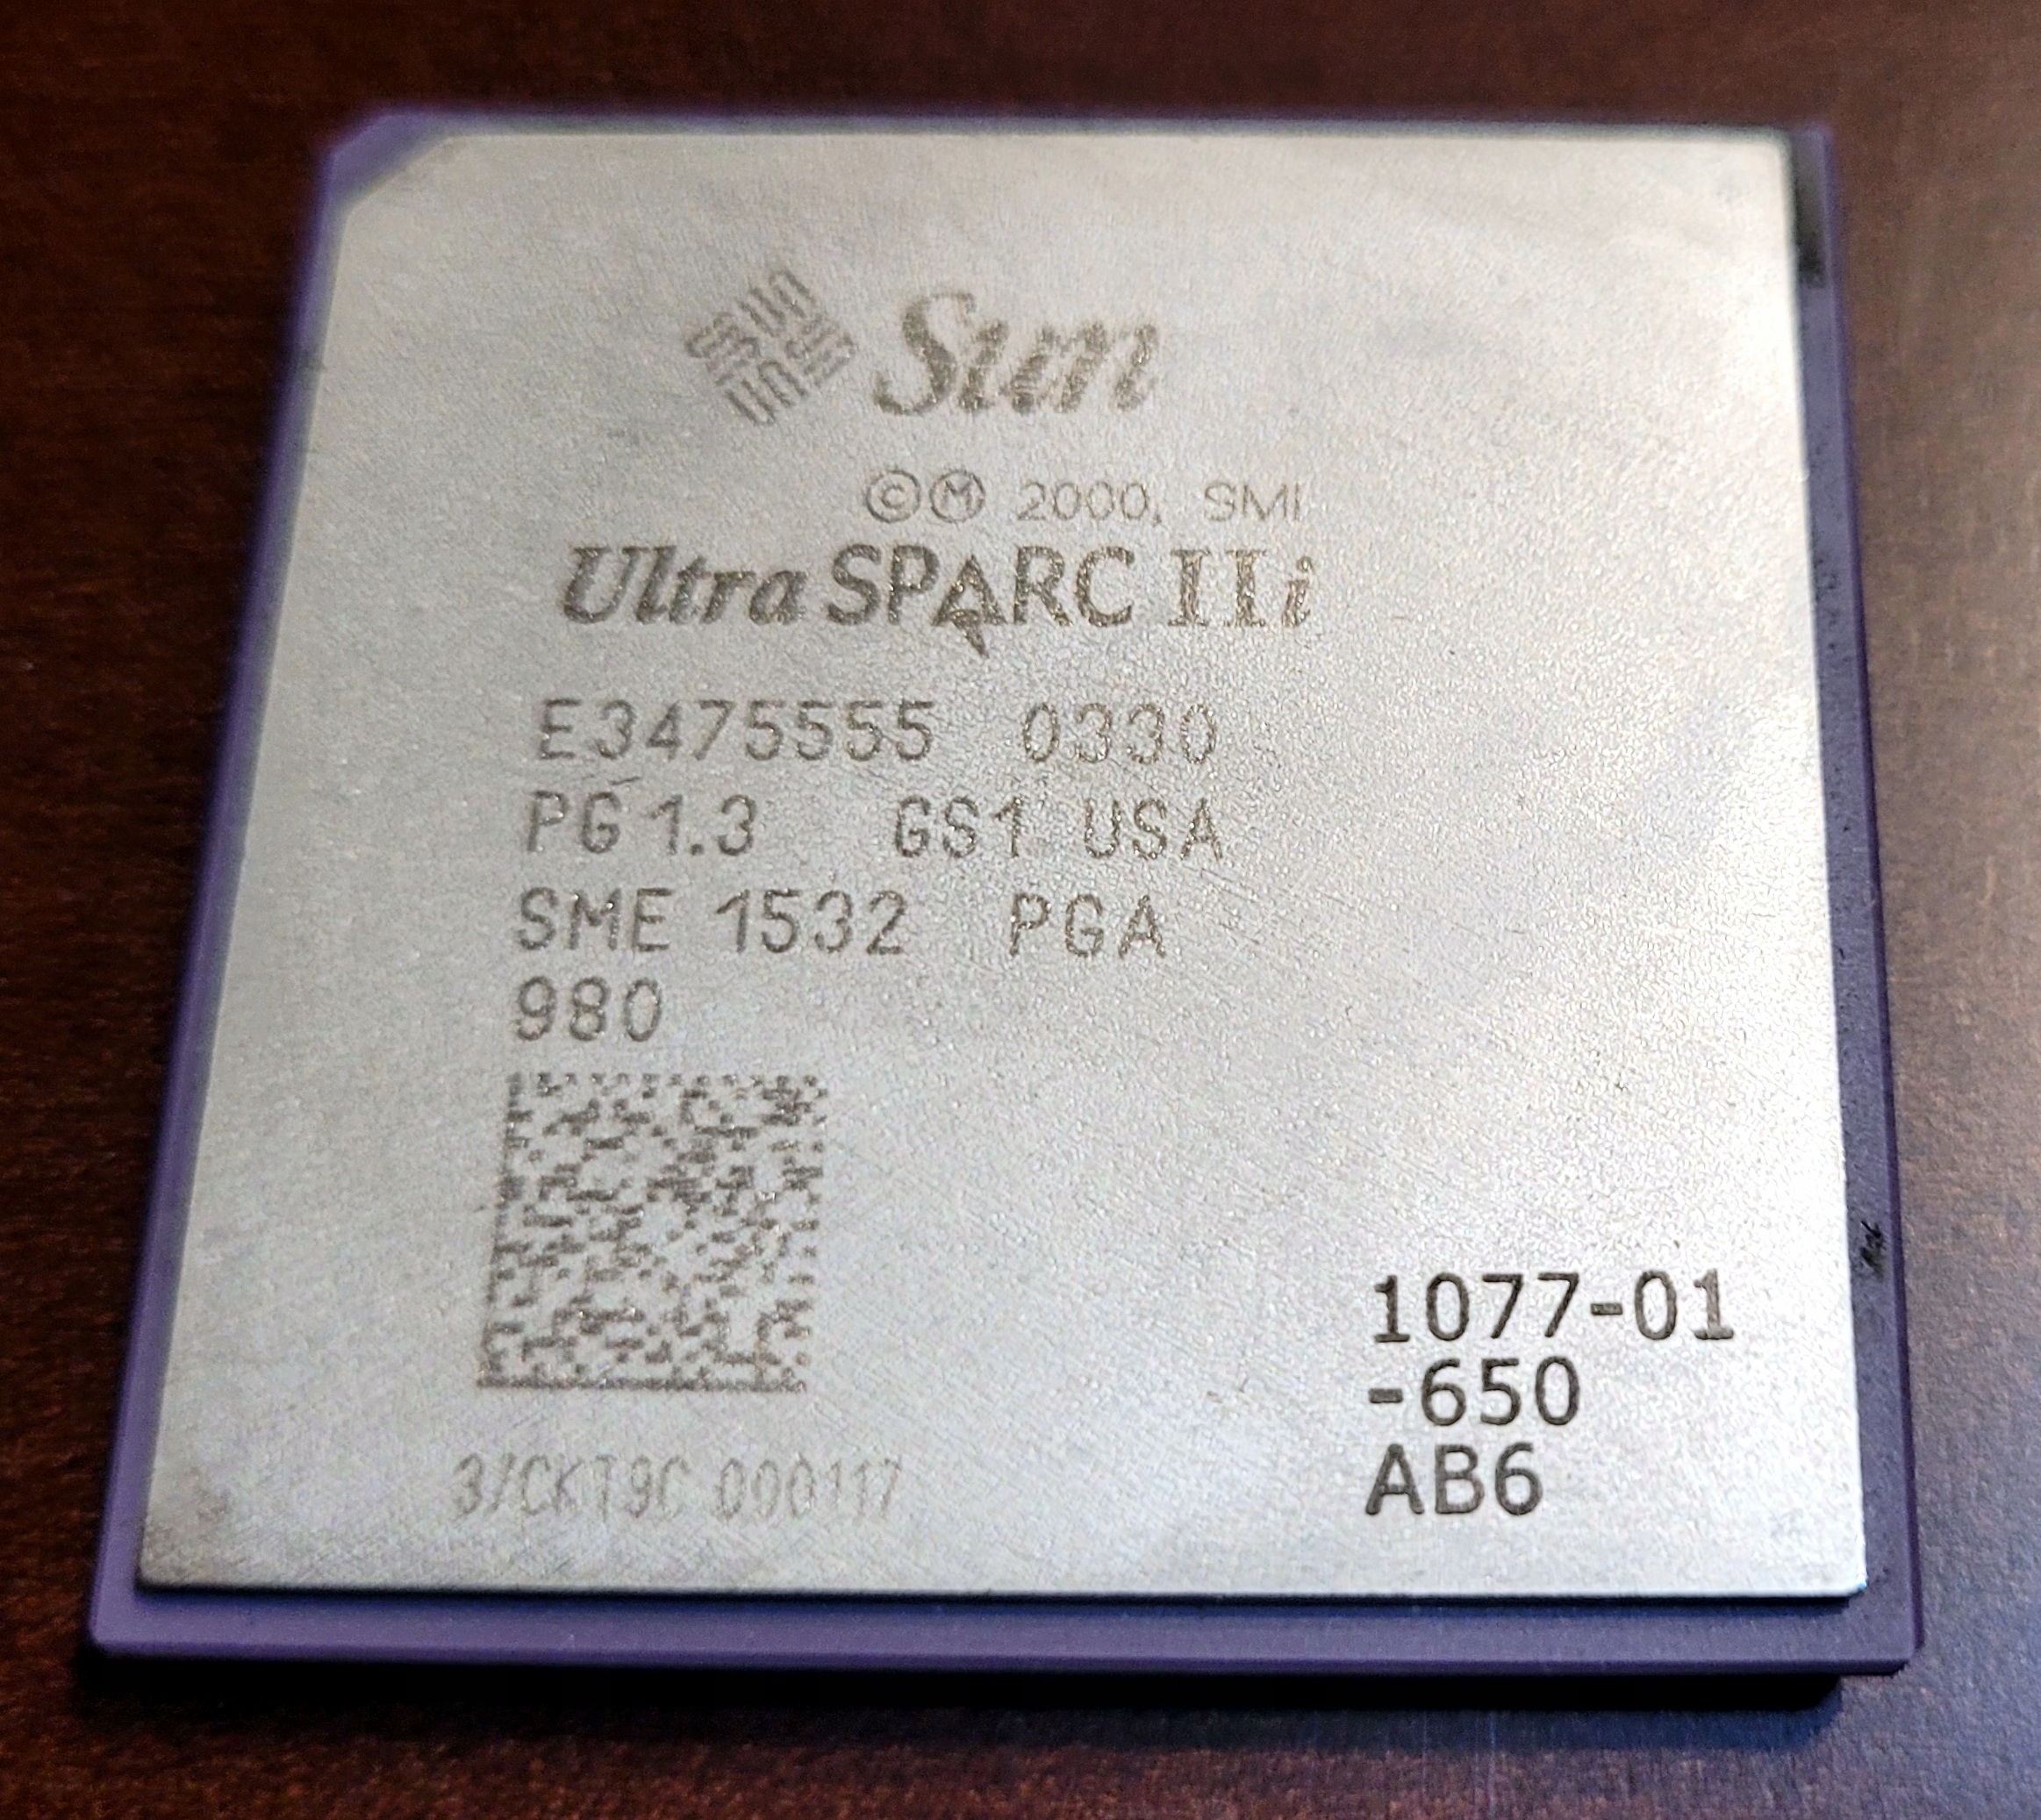 Sun
©Ⓜ 2000, SMI
UltraSPARC IIi
E3475555 0330
PG 1.3 GS1 USA
SME 1532 PGA
980
1077-01
-650
AB6
3/CKT9C 000117